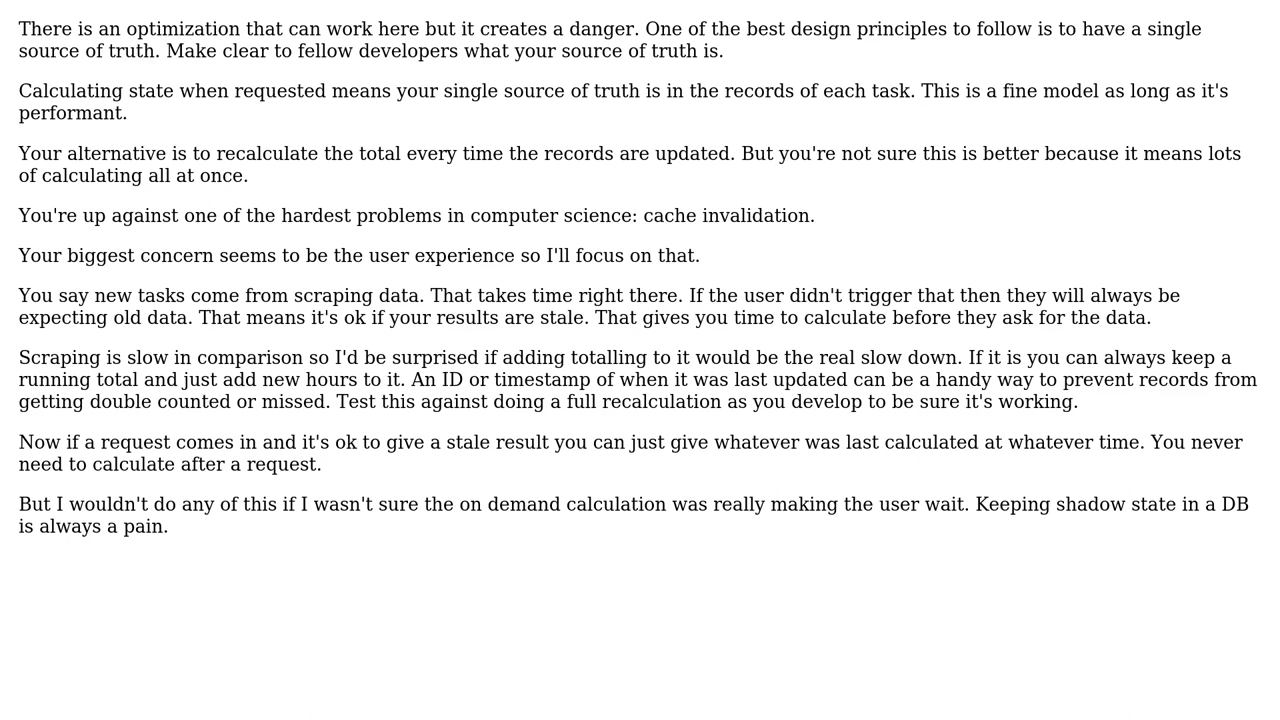 There is an optimization that can work here but it creates a danger. One of the best design principles to follow is to have a single
source of truth. Make clear to fellow developers what your source of truth is.
Calculating state when requested means your single source of truth is in the records of each task. This is a fine model as long as it's
performant.
Your alternative is to recalculate the total every time the records are updated. But you're not sure this is better because it means lots
of calculating all at once.
You're up against one of the hardest problems in computer science: cache invalidation.
Your biggest concern seems to be the user experience so I'll focus on that.
You say new tasks come from scraping data. That takes time right there. If the user didn't trigger that then they will always be
expecting old data. That means it's ok if your results are stale. That gives you time to calculate before they ask for the data.
Scraping is slow in comparison so I'd be surprised if adding totalling to it would be the real slow down. If it is you can always keep a
running total and just add new hours to it. An ID or timestamp of when it was last updated can be a handy way to prevent records from
getting double counted or missed. Test this against doing a full recalculation as you develop to be sure it's working.
Now if a request comes in and it's ok to give a stale result you can just give whatever was last calculated at whatever time. You never
need to calculate after a request.
But I wouldn't do any of this if I wasn't sure the on demand calculation was really making the user wait. Keeping shadow state in a DB
is always a pain.